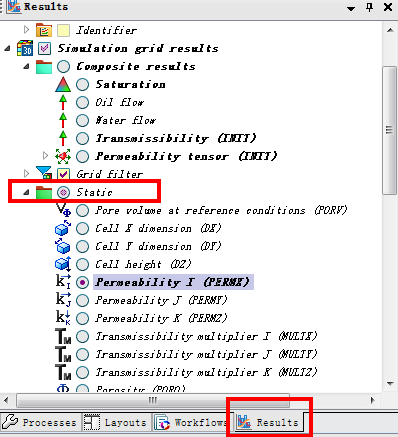 Results
Identifier
Simulation grid results
Composite results
Saturation
Oil flow
Water flow
Transmissibility (INIT)
Permeability tensor (INIT)
Grid filter
Static
Pore volume at reference conditions (PORV)
Cell X dimension (DX)
Cell Y dimension (DY)
Cell height (DZ)
Permeability I (PERMX)
Permeability J (PERMY)
Permeability K (PERMZ)
Transmissibility multiplier I (MULTX)
Transmissibility multiplier J (MULTY)
Transmissibility multiplier K (MULTZ)
Porosity (PORO)
Processes Layouts Workflows Results